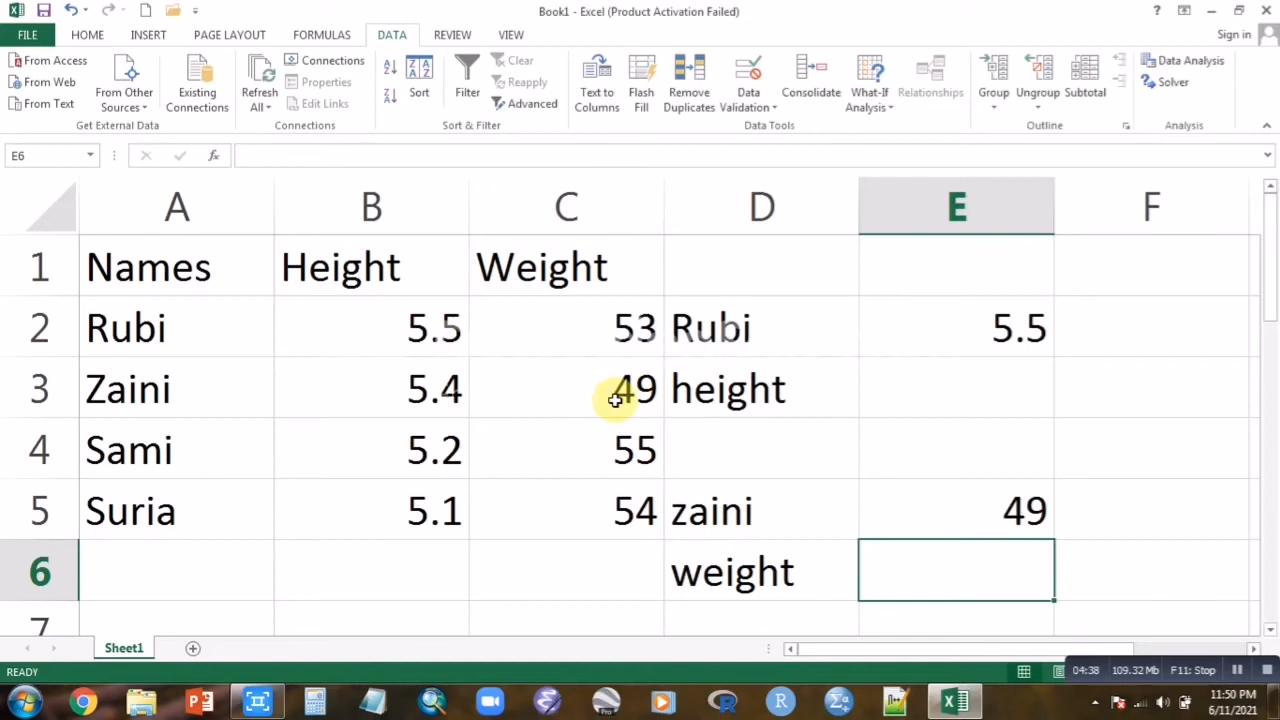 Book1 - Excel (Product Activation Failed)
FILE HOME INSERT PAGE LAYOUT FORMULAS DATA REVIEW VIEW Sign in
From Access
From Web
From Text
From Other Sources
Existing Connections
Get External Data
Refresh All
Connections
Properties
Edit Links
Connections
Sort
Filter
Clear
Reapply
Advanced
Sort & Filter
Text to Columns
Flash Fill
Remove Duplicates
Data Validation
Consolidate
What-If Analysis
Relationships
Data Tools
Group
Ungroup
Subtotal
Outline
Data Analysis
Solver
Analysis
E6 fx
A B C D E F
1 Names Height Weight
2 Rubi 5.5 53 Rubi 5.5
3 Zaini 5.4 49 height
4 Sami 5.2 55
5 Suria 5.1 54 zaini 49
6 weight
7
Sheet1
READY
04:38 109.32 Mb F11: Stop
11:50 PM
6/11/2021